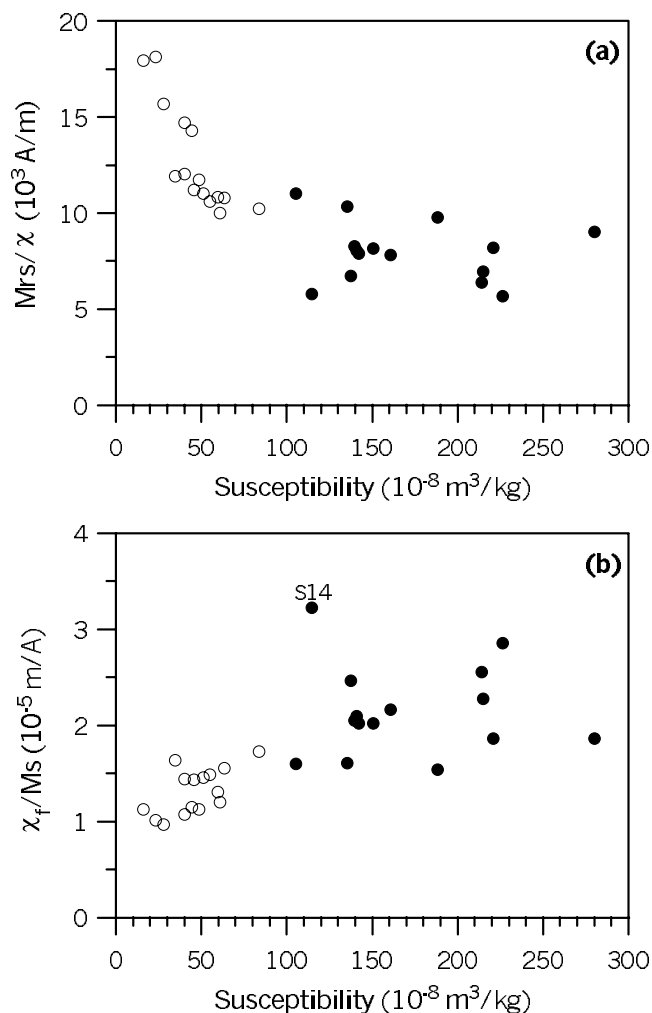 20
(a)
15
10
5
0
Mrs/χ (10³ A/m)
0 50 100 150 200 250 300
Susceptibility (10⁻⁸ m³/kg)
4
(b)
S14
3
2
1
0
χf/Ms (10⁻⁵ m/A)
0 50 100 150 200 250 300
Susceptibility (10⁻⁸ m³/kg)